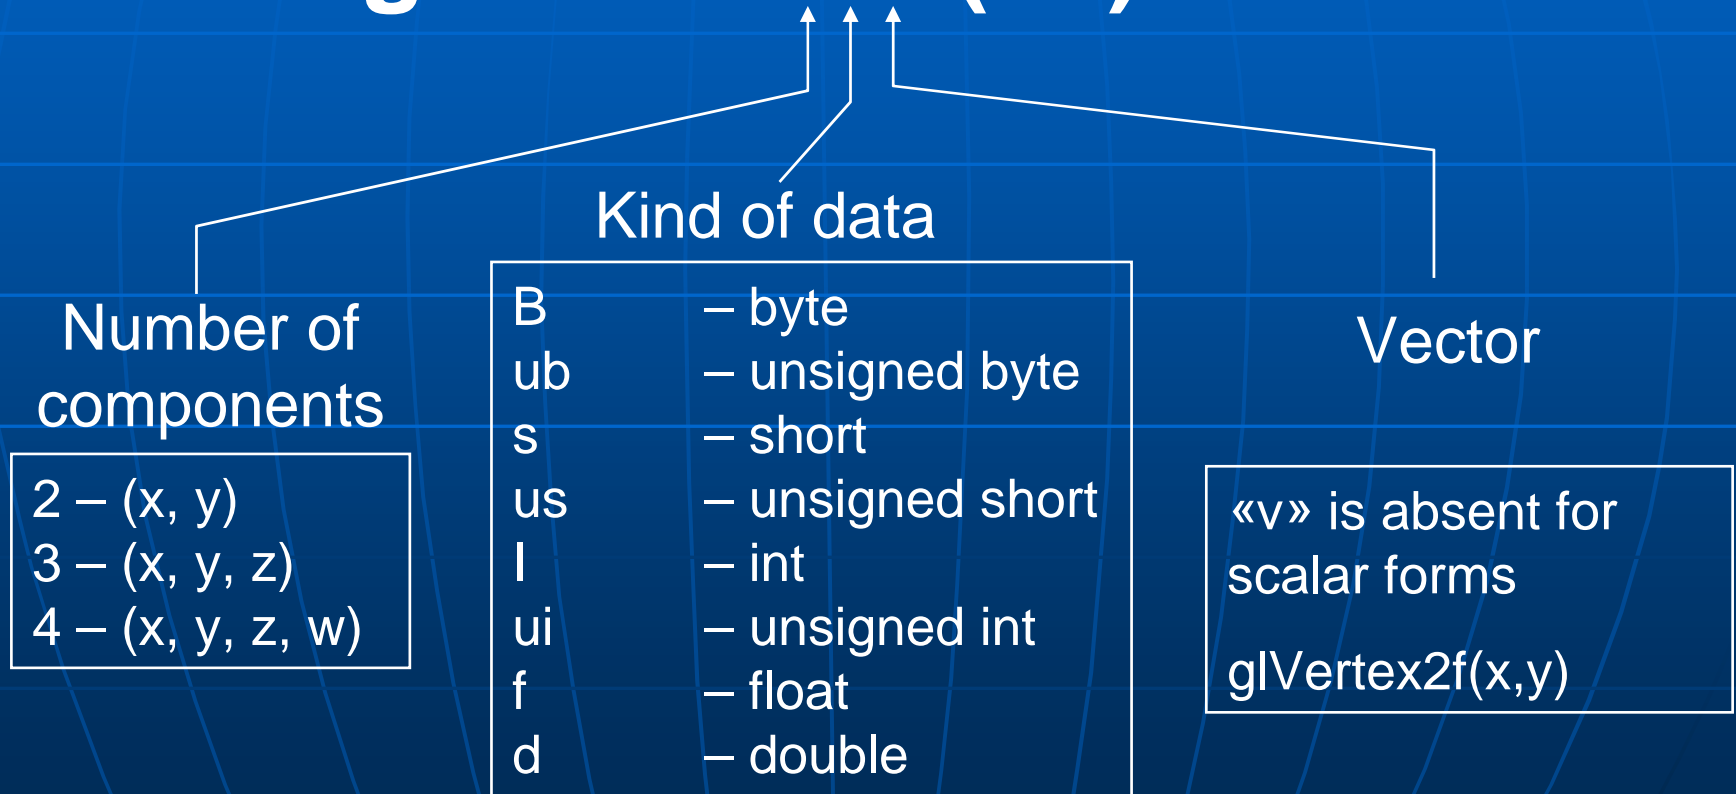 Kind of data
Number of
components
2 – (x, y)
3 – (x, y, z)
4 – (x, y, z, w)
B – byte
ub – unsigned byte
s – short
us – unsigned short
I – int
ui – unsigned int
f – float
d – double
Vector
«v» is absent for
scalar forms
glVertex2f(x,y)